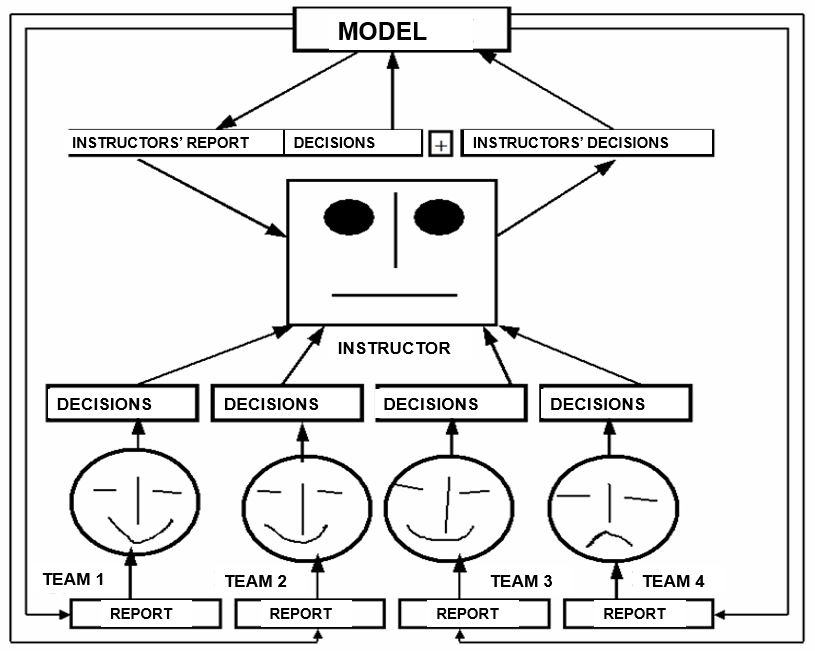 MODEL
INSTRUCTORS' REPORT DECISIONS + INSTRUCTORS' DECISIONS
INSTRUCTOR
DECISIONS DECISIONS DECISIONS DECISIONS
TEAM 1 TEAM 2 TEAM 3 TEAM 4
REPORT REPORT REPORT REPORT